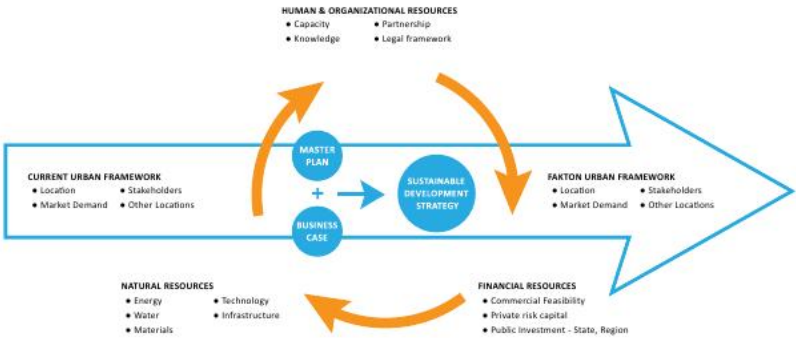 HUMAN & ORGANIZATIONAL RESOURCES
• Capacity • Partnership
• Knowledge • Legal framework
MASTER
PLAN
+
BUSINESS
CASE
SUSTAINABLE
DEVELOPMENT
STRATEGY
CURRENT URBAN FRAMEWORK
• Location • Stakeholders
• Market Demand • Other Locations
FAKTON URBAN FRAMEWORK
• Location • Stakeholders
• Market Demand • Other Locations
NATURAL RESOURCES
• Energy • Technology
• Water • Infrastructure
• Materials
FINANCIAL RESOURCES
• Commercial Feasibility
• Private risk capital
• Public Investment - State, Region